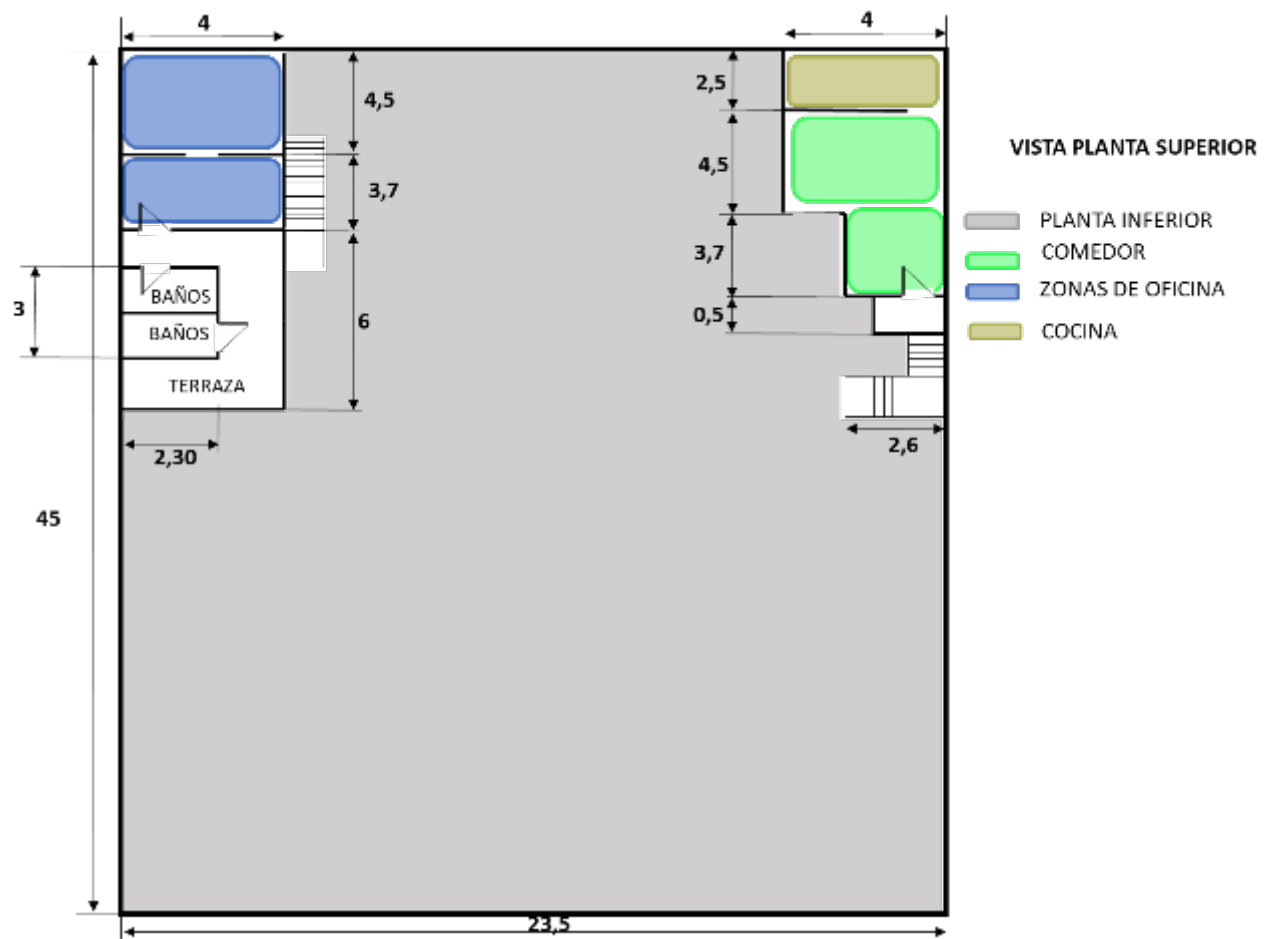 4
4
2,5
4,5
4,5
VISTA PLANTA SUPERIOR
3,7
PLANTA INFERIOR
COMEDOR
3,7
ZONAS DE OFICINA
BAÑOS
3
6
0,5
COCINA
BAÑOS
TERRAZA
2,30
2,6
45
23,5